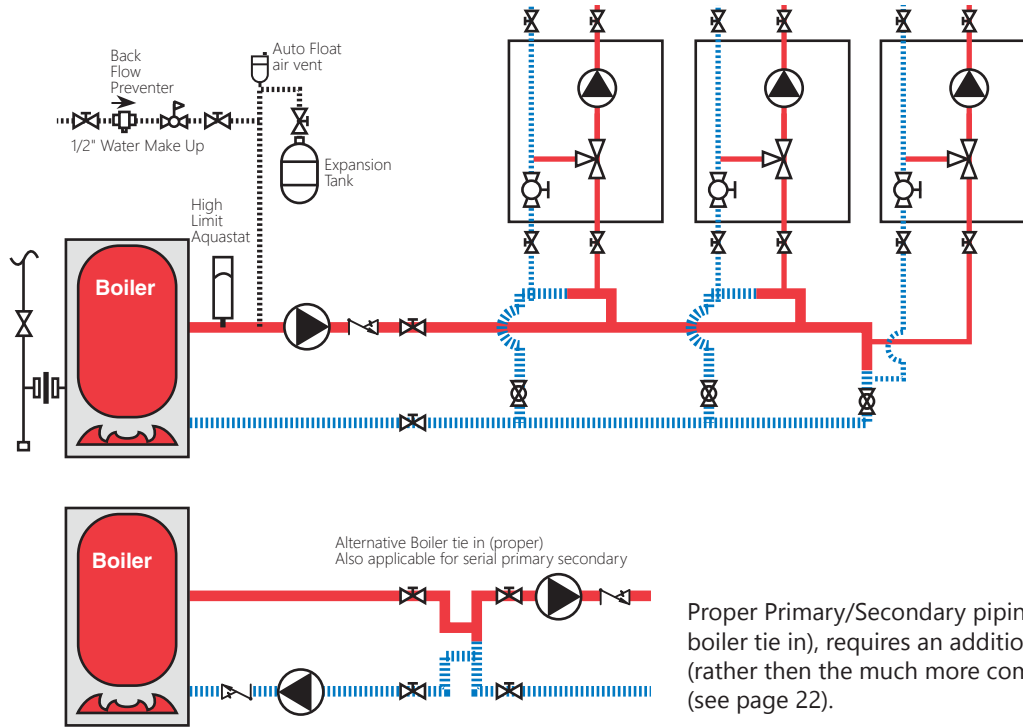 Back
Flow
Preventer
Auto Float
air vent
1/2" Water Make Up
Expansion
Tank
High
Limit
Aquastat
Boiler
Boiler
Alternative Boiler tie in (proper)
Also applicable for serial primary secondary
Proper Primary/Secondary pipin
boiler tie in), requires an additio
(rather then the much more con
(see page 22).